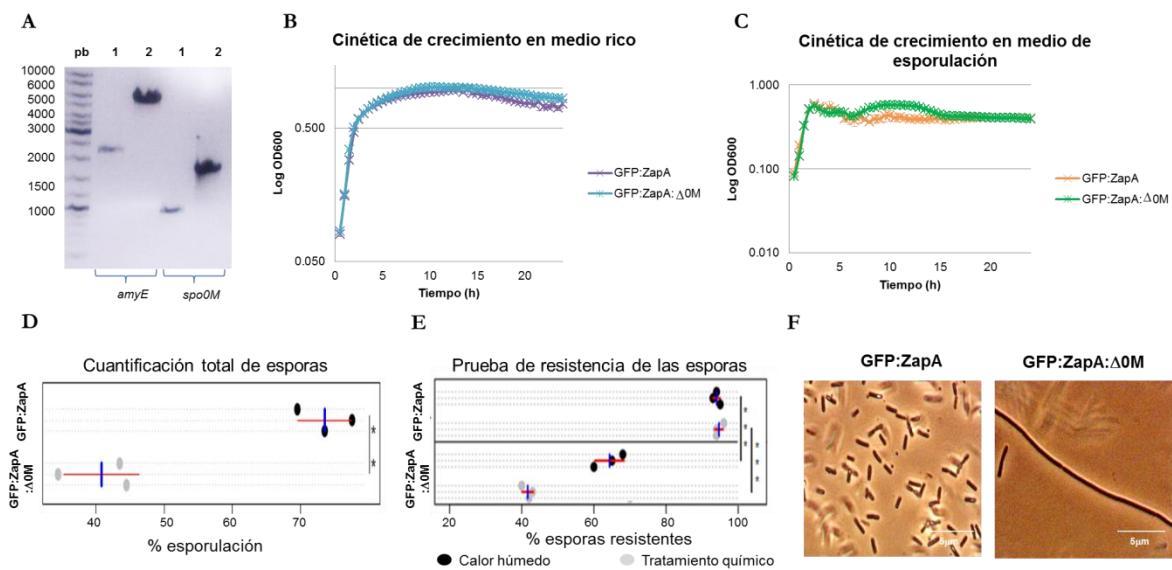 A
pb 1 2 1 2
10000
6000
5000
4000
3000
2000
1500
1000
amyE spo0M
B
Cinética de crecimiento en medio rico
Log OD600
0.500
0.050
0 5 10 15 20
Tiempo (h)
GFP:ZapA
GFP:ZapA:Δ0M
C
Cinética de crecimiento en medio de
esporulación
Log OD600
1.000
0.100
0.010
0 5 10 15 20
Tiempo (h)
GFP:ZapA
GFP:ZapA:Δ0M
D
Cuantificación total de esporas
GFP:ZapA
GFP:ZapA
:Δ0M
*
*
40 70
% esporulación
E
Prueba de resistencia de las esporas
GFP:ZapA
GFP:ZapA
:Δ0M
*
*
*
*
*
*
20 40 60 80 100
% esporas resistentes
Calor húmedo Tratamiento químico
F
GFP:ZapA GFP:ZapA:Δ0M
5µm 5µm